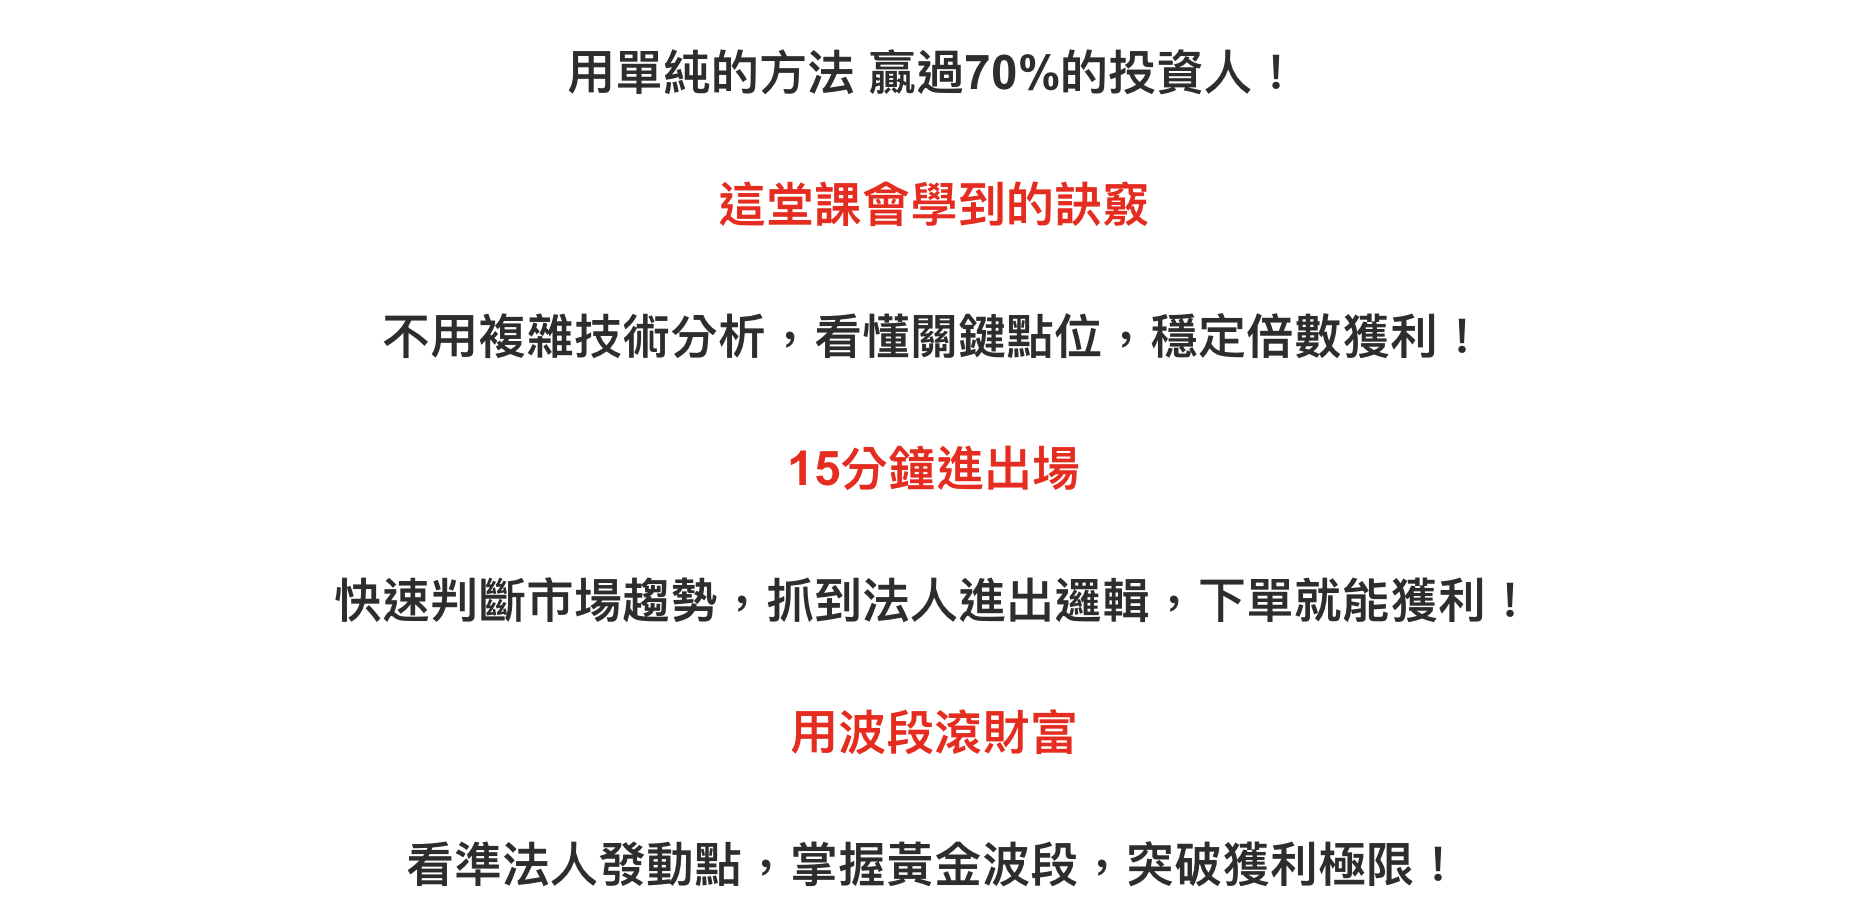 用單純的方法 贏過70%的投資人！
這堂課會學到的訣竅
不用複雜技術分析，看懂關鍵點位，穩定倍數獲利！
15分鐘進出場
快速判斷市場趨勢，抓到法人進出邏輯，下單就能獲利！
用波段滾財富
看準法人發動點，掌握黃金波段，突破獲利極限！